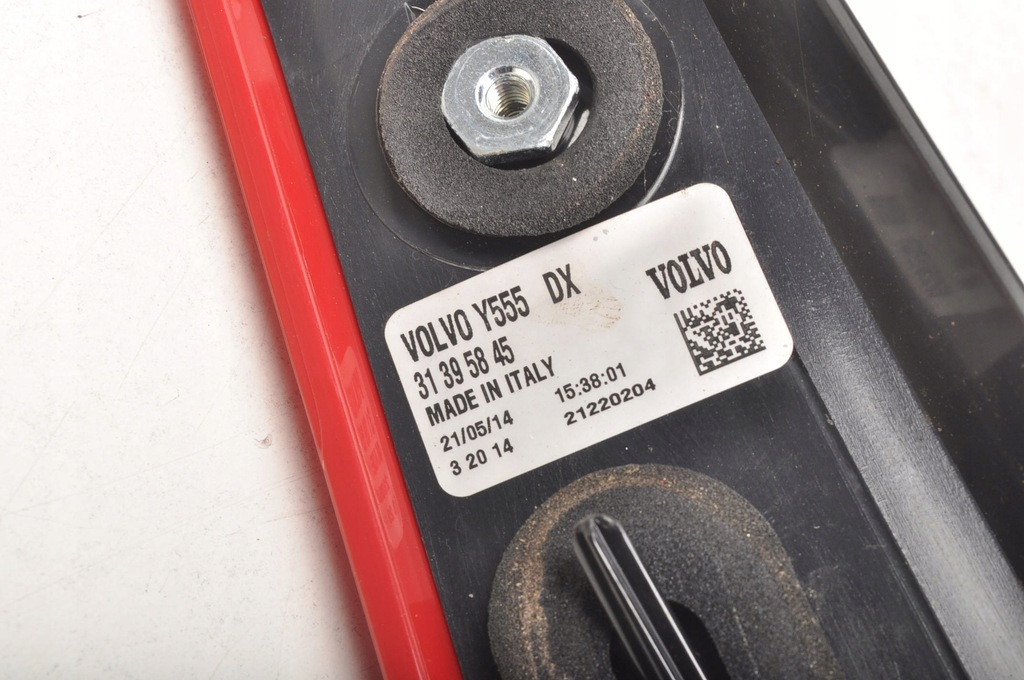 VOLVO Y555 DX
VOLVO
31 39 58 45
MADE IN ITALY
21/05/14 15:38:01
3 20 14 21220204